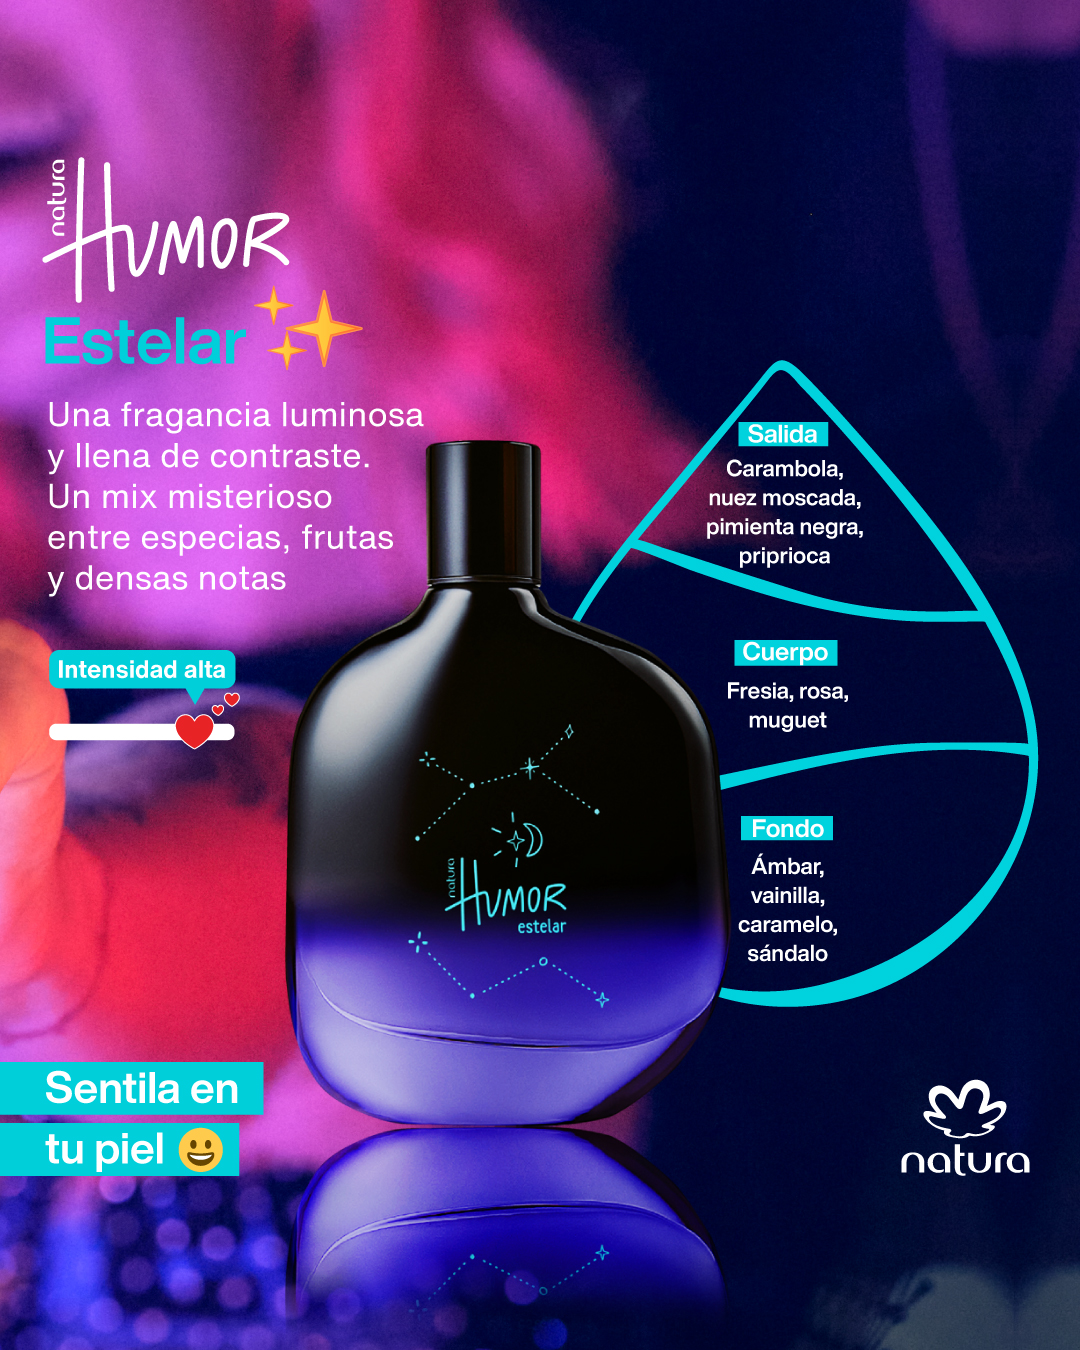 natura
HUMOR
Estelar
Una fragancia luminosa
y llena de contraste.
Un mix misterioso
entre especias, frutas
y densas notas
Intensidad alta
Salida
Carambola,
nuez moscada,
pimienta negra,
priprioca
Cuerpo
Fresia, rosa,
muguet
Fondo
Ámbar,
vainilla,
caramelo,
sándalo
natura
HUMOR
estelar
Sentila en
tu piel 😀
natura